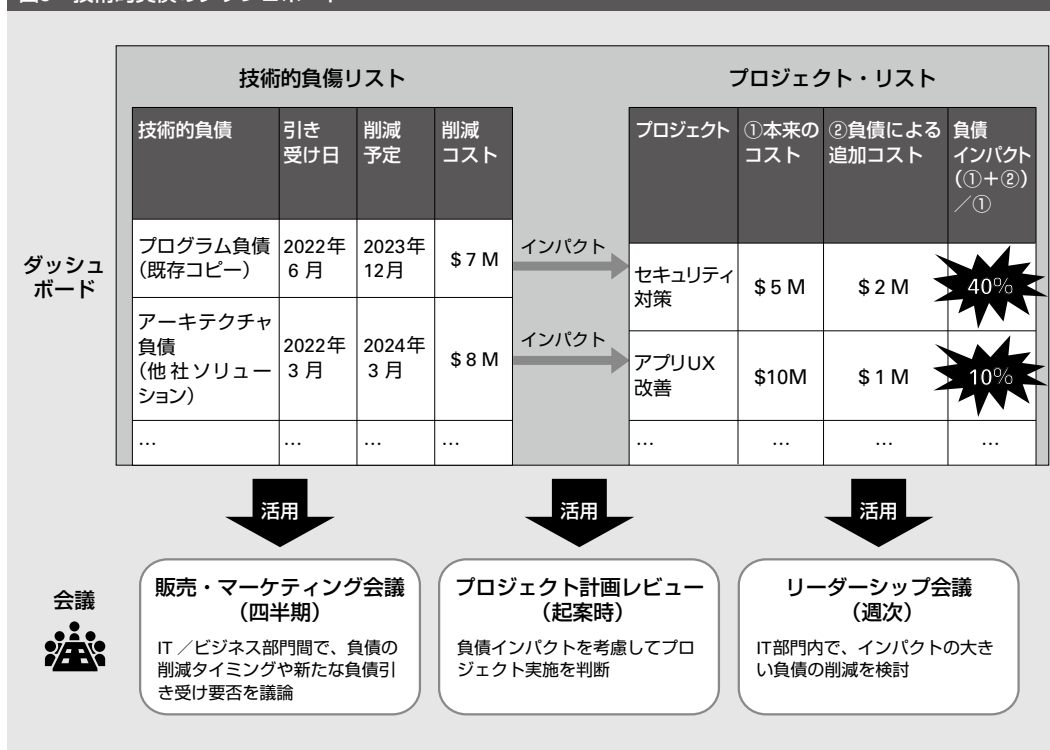 技術的負傷リスト
プロジェクト・リスト
技術的負債
引き
受け日
削減
予定
削減
コスト
プログラム負債
(既存コピー)
2022年
6 月
2023年
12月
$ 7 M
アーキテクチャ
負債
(他社ソリュー
ション)
2022年
3 月
2024年
3 月
$ 8 M
…
…
…
…
インパクト
インパクト
プロジェクト
①本来の
コスト
②負債による
追加コスト
負債
インパクト
(①+②)
/①
セキュリティ
対策
$ 5 M
$ 2 M
40%
アプリUX
改善
$10M
$ 1 M
10%
…
…
…
…
ダッシュ
ボード
活用
活用
活用
会議
販売・マーケティング会議
(四半期)
IT/ビジネス部門間で、負債の
削減タイミングや新たな負債引
き受け要否を議論
プロジェクト計画レビュー
(起案時)
負債インパクトを考慮してプロ
ジェクト実施を判断
リーダーシップ会議
(週次)
IT部門内で、インパクトの大き
い負債の削減を検討